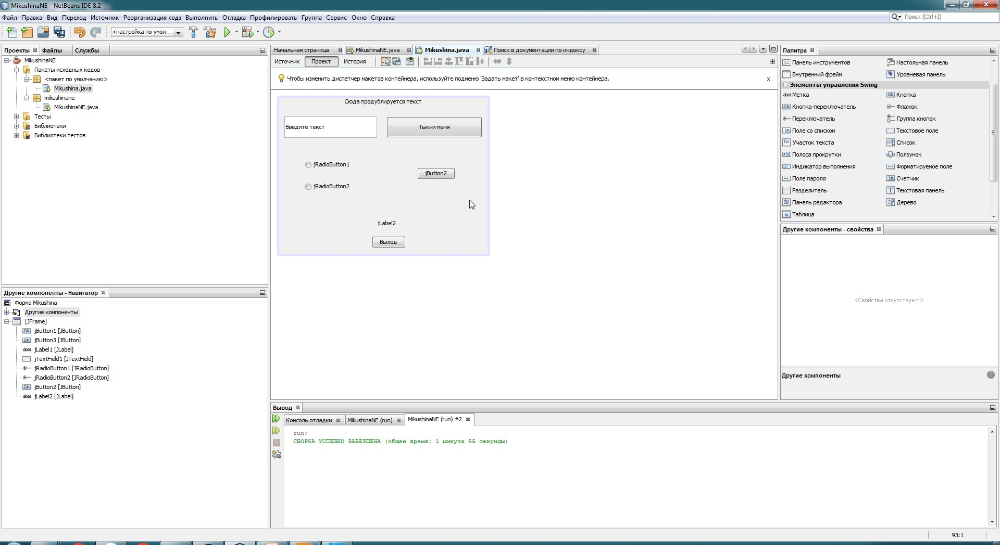 MikushinaNE - NetBeans IDE 8.2
Файл Правка Вид Переход Источник Реорганизация кода Выполнить Отладка Профилировать Группа Сервис Окно Справка
Поиск (Ctrl+I)
<настройка по умол...
Проекты Файлы Службы
MikushinaNE
Пакеты исходных кодов
<пакет по умолчанию>
Mikushina.java
mikushinane
MikushinaNE.java
Тесты
Библиотеки
Библиотеки тестов
Другие компоненты - Навигатор
Форма Mikushina
Другие компоненты
[JFrame]
jButton1 [JButton]
jButton3 [JButton]
label jLabel1 [JLabel]
jTextField1 [JTextField]
jRadioButton1 [JRadioButton]
jRadioButton2 [JRadioButton]
jButton2 [JButton]
label jLabel2 [JLabel]
Начальная страница MikushinaNE.java Mikushina.java Поиск в документации по индексу
Источник Проект История
Чтобы изменить диспетчер макетов контейнера, используйте подменю 'Задать макет' в контекстном меню контейнера. x
Сюда продублируется текст
Введите текст Тыкни меня
jRadioButton1
jButton2
jRadioButton2
jLabel2
Выход
Палитра
Панель инструментов Настольная панель
Внутренний фрейм Уровневая панель
Элементы управления Swing
label Метка OK Кнопка
ON Кнопка-переключатель Флажок
Переключатель Группа кнопок
Поле со списком Текстовое поле
Участок текста Список
Полоса прокрутки Ползунок
Индикатор выполнения Форматируемое поле
Поле пароля Счетчик
Разделитель Текстовая панель
Панель редактора Дерево
Таблица
Другие компоненты - свойства
<Свойства отсутствуют>
Другие компоненты
Вывод
Консоль отладки MikushinaNE (run) MikushinaNE (run) #2
run:
СБОРКА УСПЕШНО ЗАВЕРШЕНА (общее время: 1 минута 55 секунды)
93:1